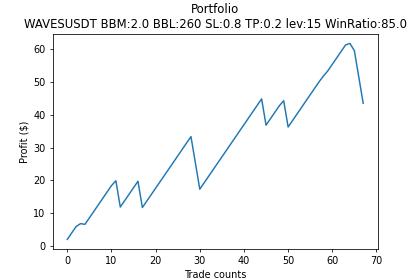 Portfolio
WAVESUSDT BBM:2.0 BBL:260 SL:0.8 TP:0.2 lev:15 WinRatio:85.0
60
50
40
30
20
10
0
Profit ($)
0 10 20 30 40 50 60 70
Trade counts